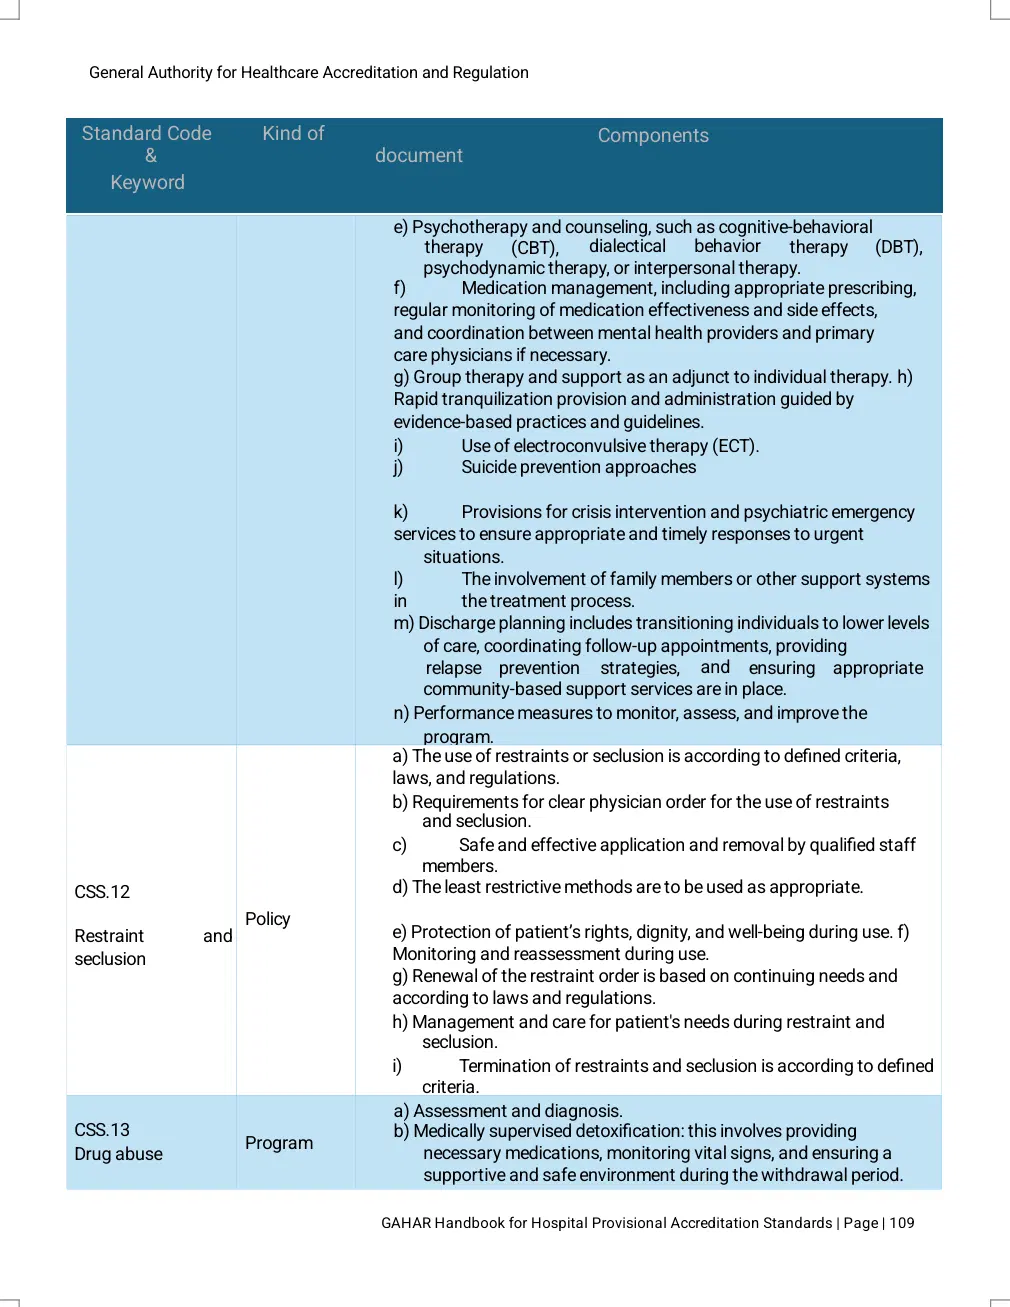 General Authority for Healthcare Accreditation and Regulation
Standard Code & Keyword
Kind of document
Components
e) Psychotherapy and counseling, such as cognitive-behavioral
therapy (CBT), dialectical behavior therapy (DBT),
psychodynamic therapy, or interpersonal therapy.
f) Medication management, including appropriate prescribing,
regular monitoring of medication effectiveness and side effects,
and coordination between mental health providers and primary
care physicians if necessary.
g) Group therapy and support as an adjunct to individual therapy. h)
Rapid tranquilization provision and administration guided by
evidence-based practices and guidelines.
i) Use of electroconvulsive therapy (ECT).
j) Suicide prevention approaches
k) Provisions for crisis intervention and psychiatric emergency
services to ensure appropriate and timely responses to urgent
situations.
l) The involvement of family members or other support systems
in the treatment process.
m) Discharge planning includes transitioning individuals to lower levels
of care, coordinating follow-up appointments, providing
relapse prevention strategies, and ensuring appropriate
community-based support services are in place.
n) Performance measures to monitor, assess, and improve the
program.
CSS.12
Restraint and
seclusion
Policy
a) The use of restraints or seclusion is according to defined criteria,
laws, and regulations.
b) Requirements for clear physician order for the use of restraints
and seclusion.
c) Safe and effective application and removal by qualified staff
members.
d) The least restrictive methods are to be used as appropriate.
e) Protection of patient’s rights, dignity, and well-being during use. f)
Monitoring and reassessment during use.
g) Renewal of the restraint order is based on continuing needs and
according to laws and regulations.
h) Management and care for patient's needs during restraint and
seclusion.
i) Termination of restraints and seclusion is according to defined
criteria.
CSS.13
Drug abuse
Program
a) Assessment and diagnosis.
b) Medically supervised detoxification: this involves providing
necessary medications, monitoring vital signs, and ensuring a
supportive and safe environment during the withdrawal period.
GAHAR Handbook for Hospital Provisional Accreditation Standards | Page | 109